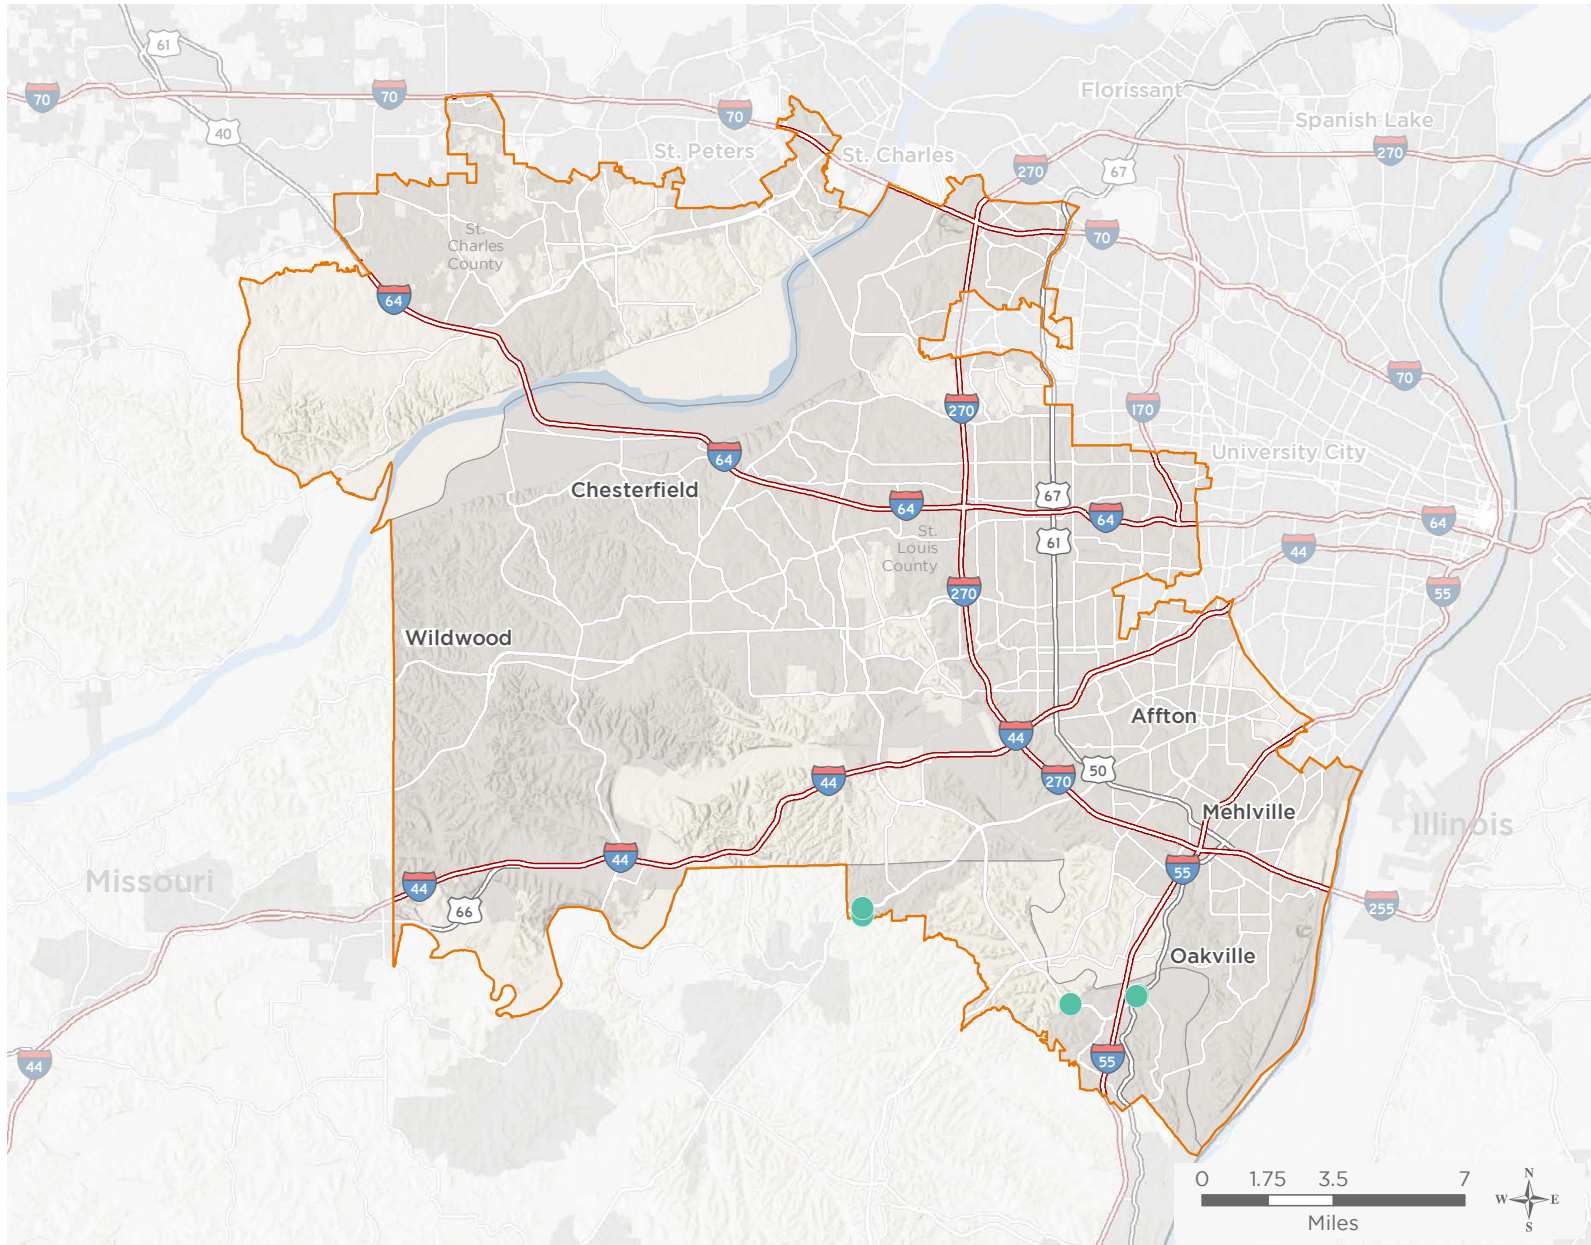 61
70
70
70
40
Florissant
Spanish Lake
270
270
67
St. Peters
St. Charles
St.
Charles
County
70
64
70
270
170
University City
64
Chesterfield
67
64
64
64
St.
Louis
County
61
44
270
55
Wildwood
Affton
44
44
270
50
Mehlville
Illinois
44
55
Missouri
44
66
255
Oakville
44
55
0 1.75 3.5 7
Miles
N
W E
S